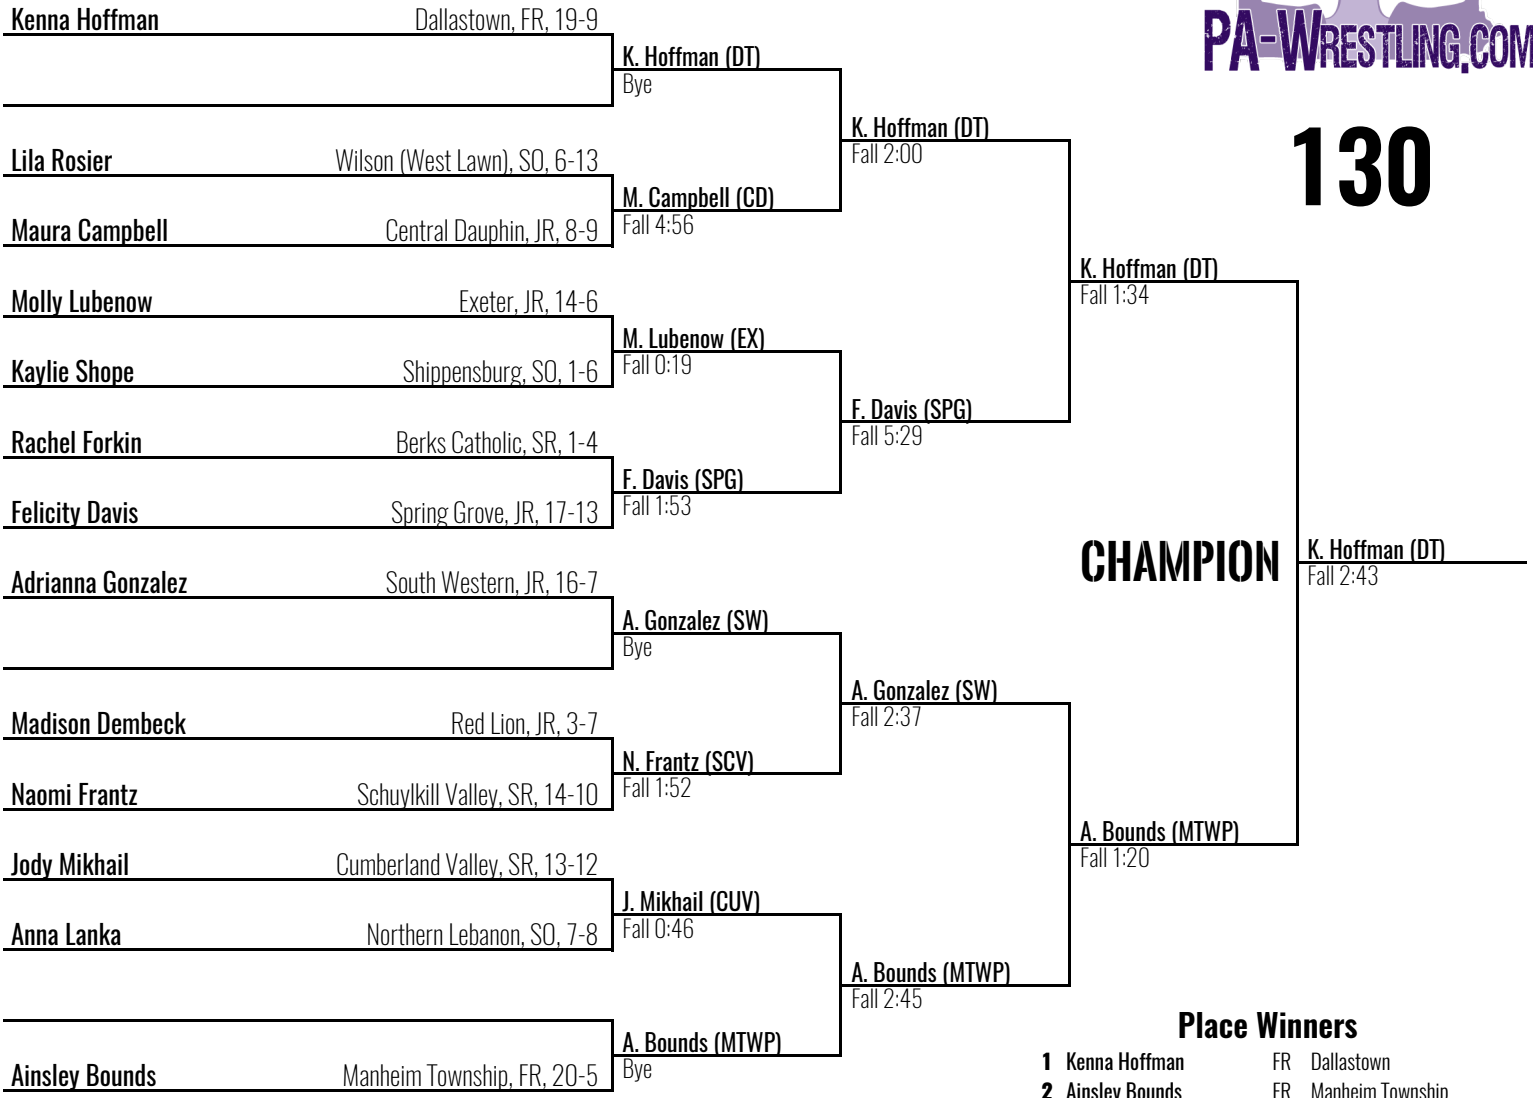 Kenna Hoffman Dallastown, FR, 19-9
PA-WRESTLING.COM
K. Hoffman (DT)
Bye
K. Hoffman (DT)
Fall 2:00
130
Lila Rosier Wilson (West Lawn), SO, 6-13
M. Campbell (CD)
Fall 4:56
Maura Campbell Central Dauphin, JR, 8-9
K. Hoffman (DT)
Fall 1:34
Molly Lubenow Exeter, JR, 14-6
M. Lubenow (EX)
Fall 0:19
Kaylie Shope Shippensburg, SO, 1-6
F. Davis (SPG)
Fall 5:29
Rachel Forkin Berks Catholic, SR, 1-4
F. Davis (SPG)
Fall 1:53
Felicity Davis Spring Grove, JR, 17-13
CHAMPION
K. Hoffman (DT)
Fall 2:43
Adrianna Gonzalez South Western, JR, 16-7
A. Gonzalez (SW)
Bye
A. Gonzalez (SW)
Fall 2:37
Madison Dembeck Red Lion, JR, 3-7
N. Frantz (SCV)
Fall 1:52
Naomi Frantz Schuylkill Valley, SR, 14-10
A. Bounds (MTWP)
Fall 1:20
Jody Mikhail Cumberland Valley, SR, 13-12
J. Mikhail (CUV)
Fall 0:46
Anna Lanka Northern Lebanon, SO, 7-8
A. Bounds (MTWP)
Fall 2:45
A. Bounds (MTWP)
Bye
Ainsley Bounds Manheim Township, FR, 20-5
Place Winners
1 Kenna Hoffman FR Dallastown
2 Ainsley Bounds FR Manheim Township